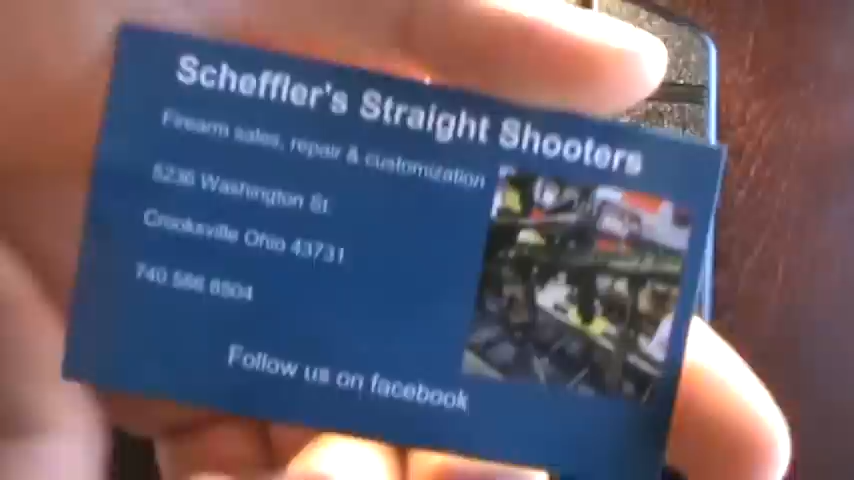 Scheffler's Straight Shooters
Firearm sales, repair & customization
5236 Washington St.
Crooksville Ohio 43731
740 586 8504
Follow us on facebook